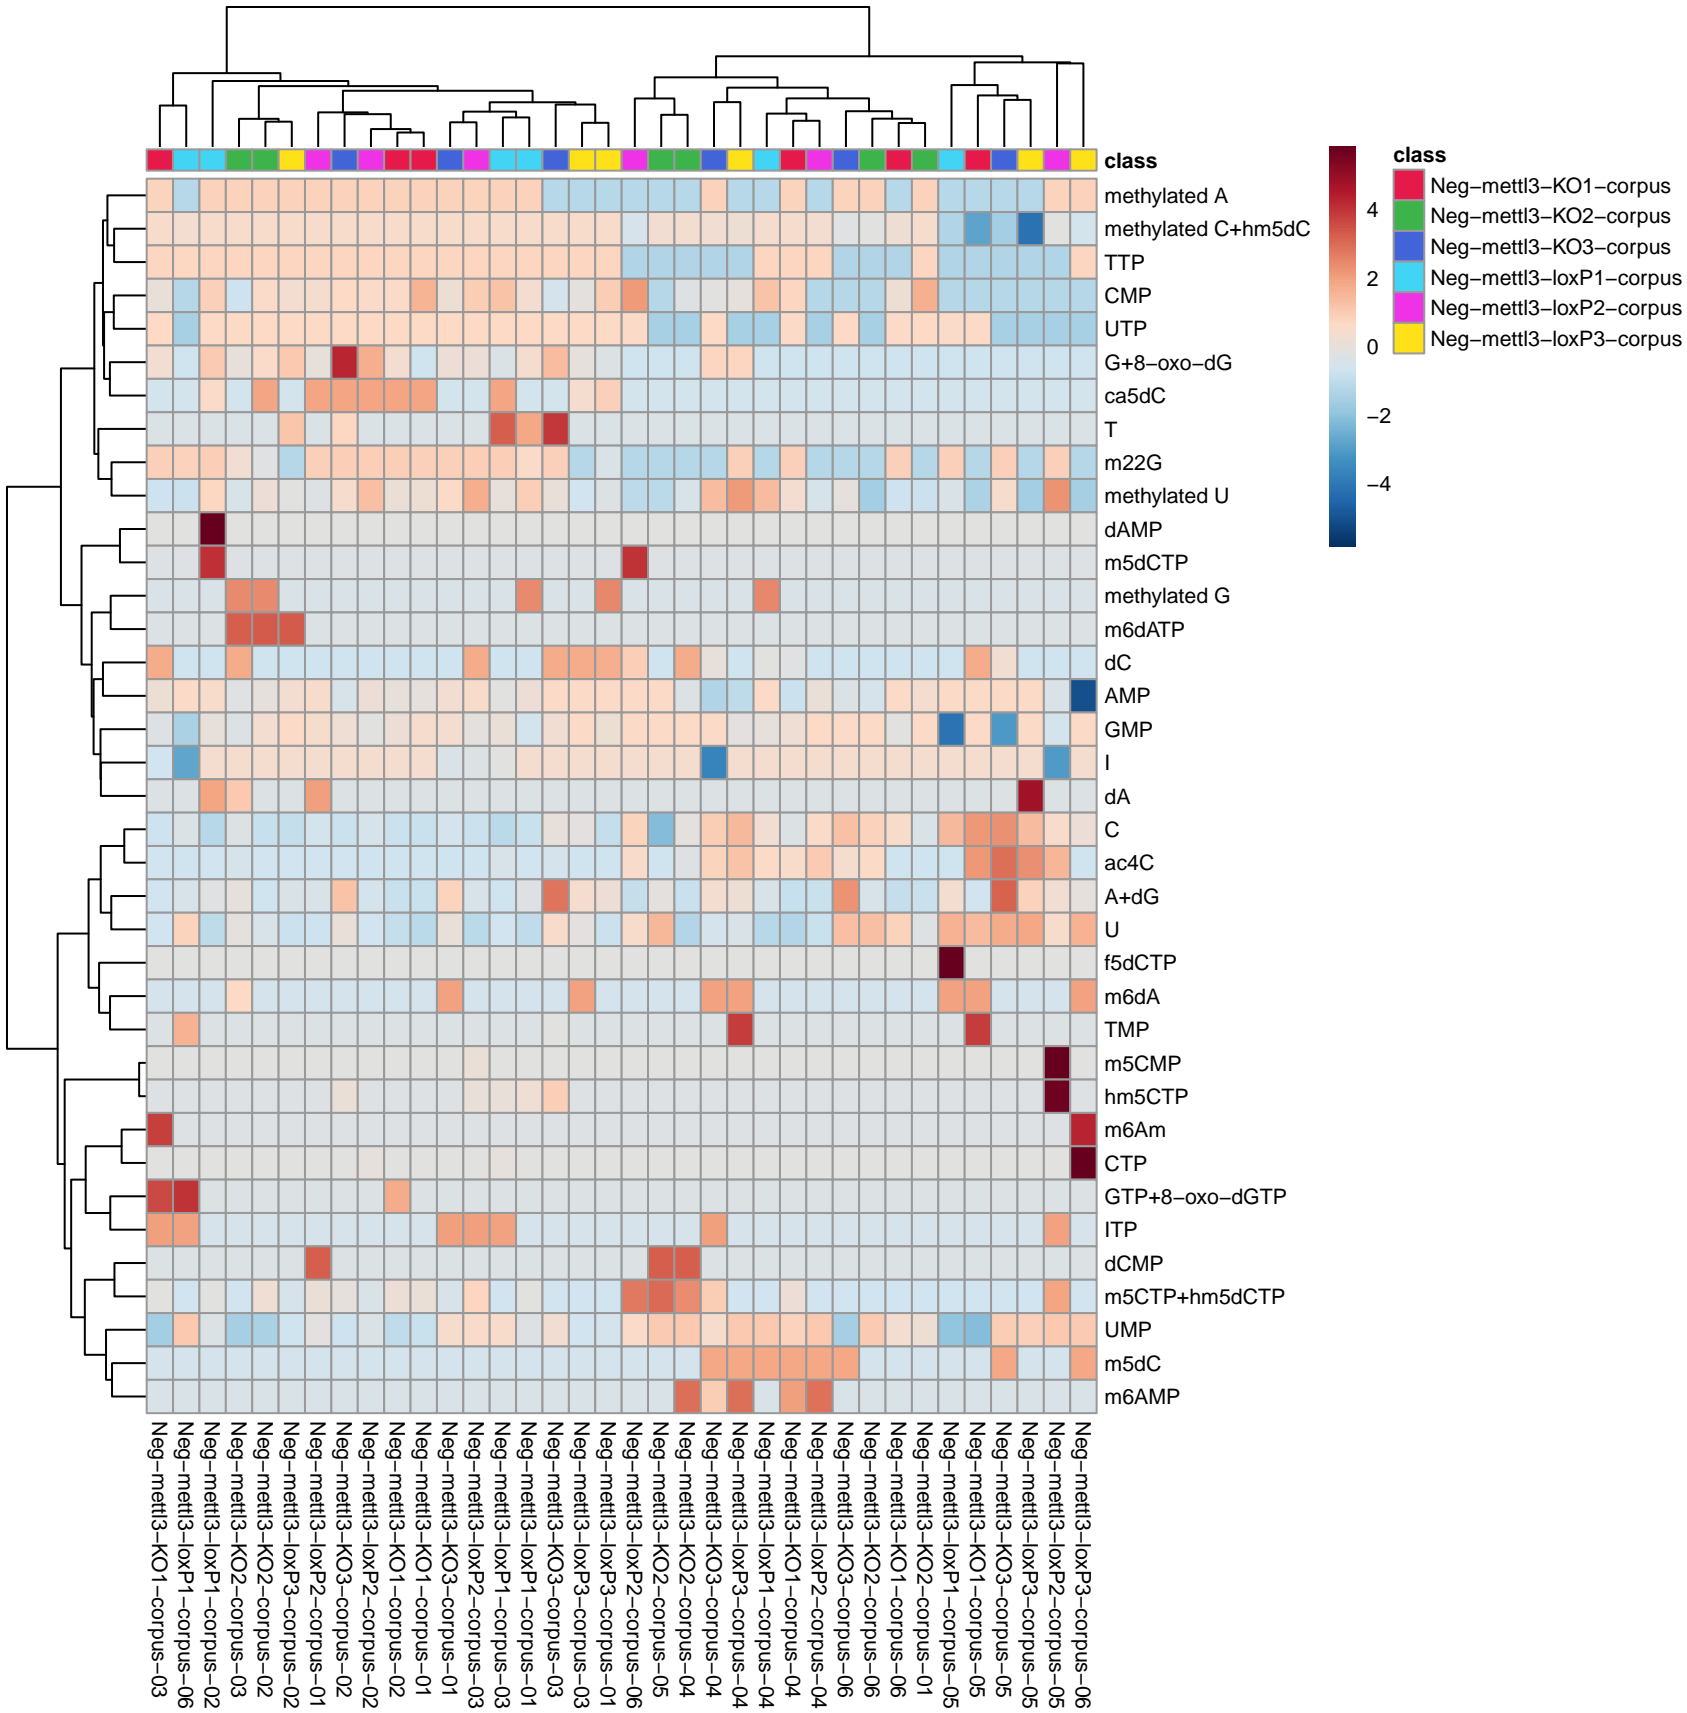 class
methylated A
methylated C+hm5dC
TTP
CMP
UTP
G+8−oxo−dG
ca5dC
T
m22G
methylated U
dAMP
m5dCTP
methylated G
m6dATP
dC
AMP
GMP
I
dA
C
ac4C
A+dG
U
f5dCTP
m6dA
TMP
m5CMP
hm5CTP
m6Am
CTP
GTP+8−oxo−dGTP
ITP
dCMP
m5CTP+hm5dCTP
UMP
m5dC
m6AMP
4
2
0
−2
−4
class
Neg−mettl3−KO1−corpus
Neg−mettl3−KO2−corpus
Neg−mettl3−KO3−corpus
Neg−mettl3−loxP1−corpus
Neg−mettl3−loxP2−corpus
Neg−mettl3−loxP3−corpus
Neg−mettl3−KO1−corpus−03
Neg−mettl3−loxP1−corpus−06
Neg−mettl3−loxP1−corpus−02
Neg−mettl3−KO2−corpus−03
Neg−mettl3−KO2−corpus−02
Neg−mettl3−loxP3−corpus−02
Neg−mettl3−loxP2−corpus−01
Neg−mettl3−KO3−corpus−02
Neg−mettl3−loxP2−corpus−02
Neg−mettl3−KO1−corpus−02
Neg−mettl3−KO1−corpus−01
Neg−mettl3−KO3−corpus−01
Neg−mettl3−loxP2−corpus−03
Neg−mettl3−loxP1−corpus−03
Neg−mettl3−loxP1−corpus−01
Neg−mettl3−KO3−corpus−03
Neg−mettl3−loxP3−corpus−03
Neg−mettl3−loxP3−corpus−01
Neg−mettl3−loxP2−corpus−06
Neg−mettl3−KO2−corpus−05
Neg−mettl3−KO2−corpus−04
Neg−mettl3−KO3−corpus−04
Neg−mettl3−loxP3−corpus−04
Neg−mettl3−loxP1−corpus−04
Neg−mettl3−KO1−corpus−04
Neg−mettl3−loxP2−corpus−04
Neg−mettl3−KO3−corpus−06
Neg−mettl3−KO2−corpus−06
Neg−mettl3−KO1−corpus−06
Neg−mettl3−KO2−corpus−01
Neg−mettl3−loxP1−corpus−05
Neg−mettl3−KO1−corpus−05
Neg−mettl3−KO3−corpus−05
Neg−mettl3−loxP3−corpus−05
Neg−mettl3−loxP2−corpus−05
Neg−mettl3−loxP3−corpus−06